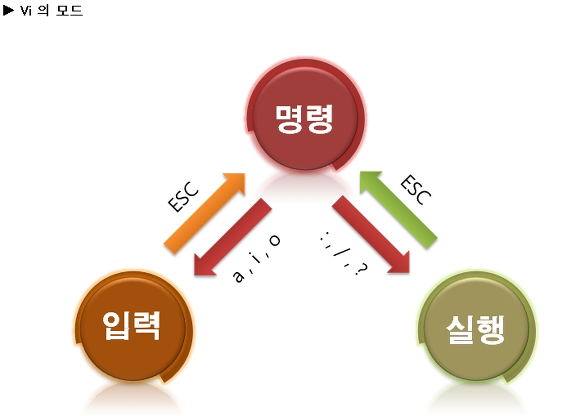 ▶ Vi 의 모드
명령
ESC
ESC
a , i , o
: , / , ?
입력
실행